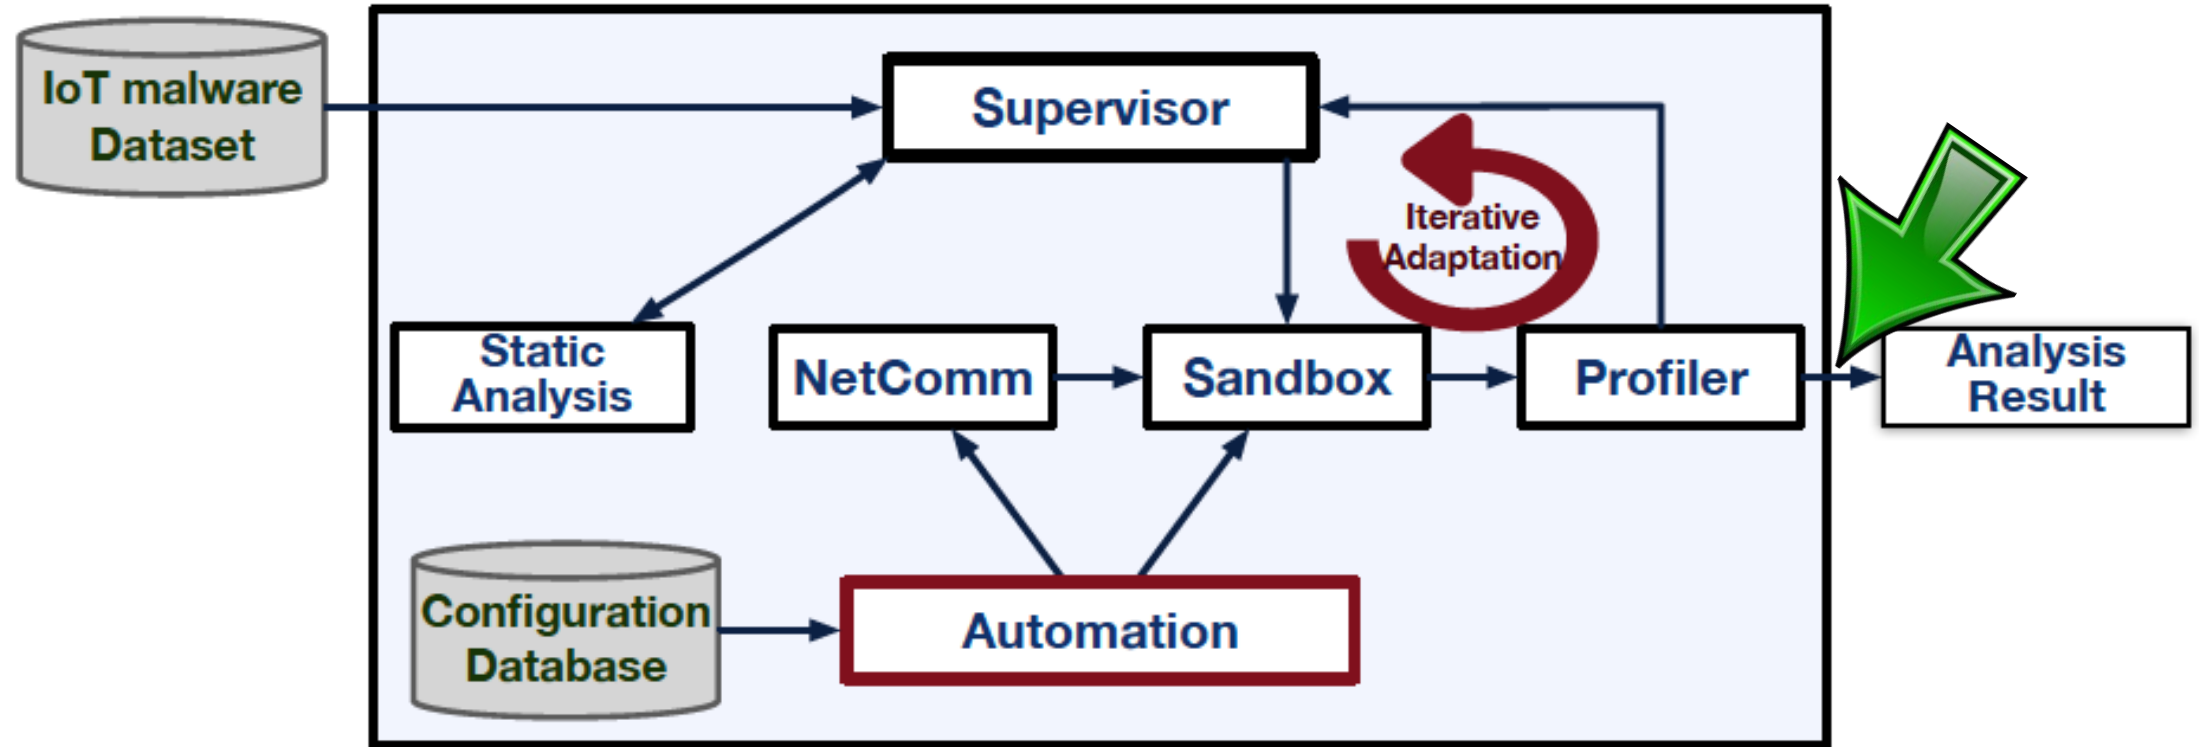 IoT malware
Dataset
Supervisor
Iterative
Adaptation
Static
Analysis
NetComm
Sandbox
Profiler
Analysis
Result
Configuration
Database
Automation